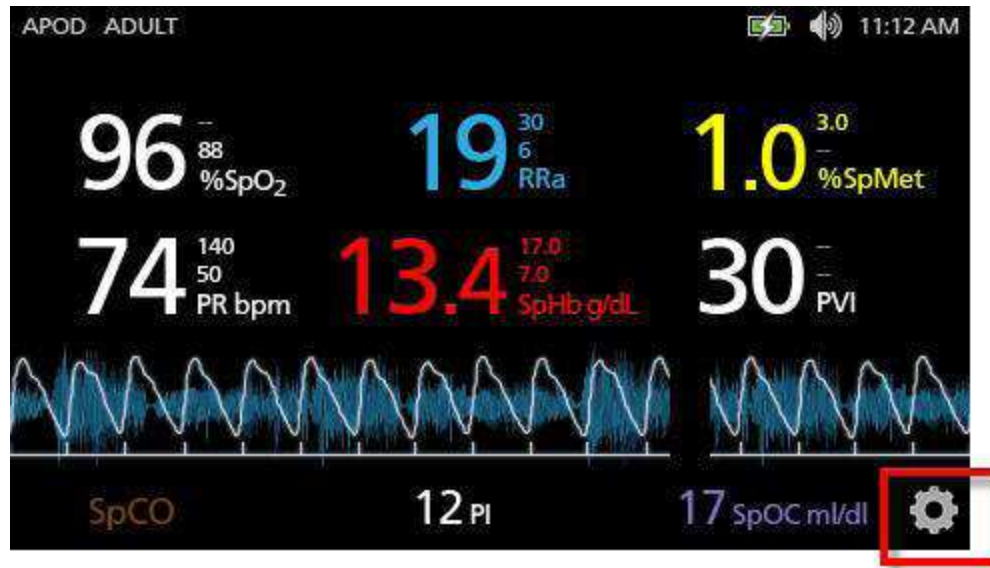 APOD ADULT 11:12 AM
96 -- 88 %SpO₂
19 30 6 RRa
1.0 3.0 -- %SpMet
74 140 50 PR bpm
13.4 17.0 7.0 SpHb g/dL
30 -- -- PVI
SpCO 12 PI 17 SpOC ml/dl